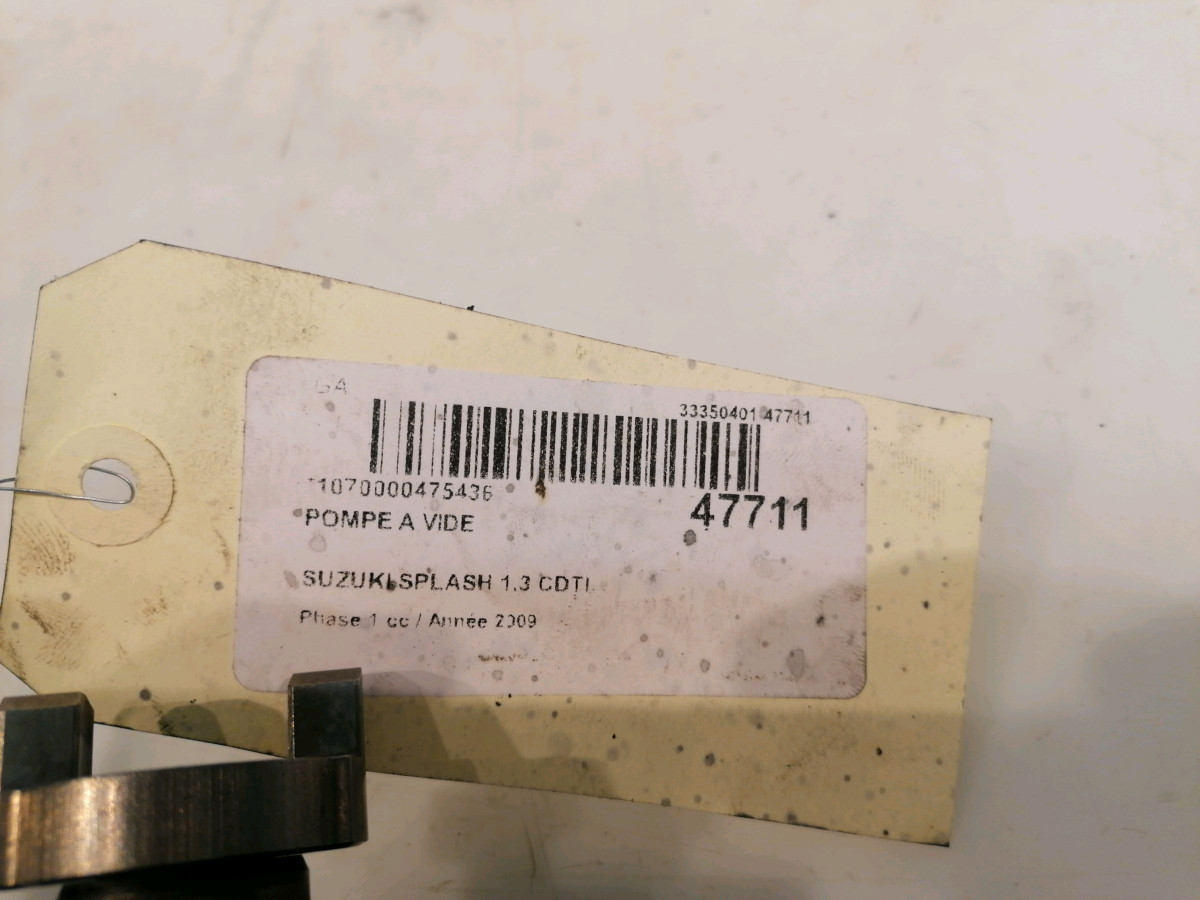 GA
33350401 47711
*1070000475436
47711
POMPE A VIDE
SUZUKI SPLASH 1.3 CDTI
Phase 1 cc / Année 2009